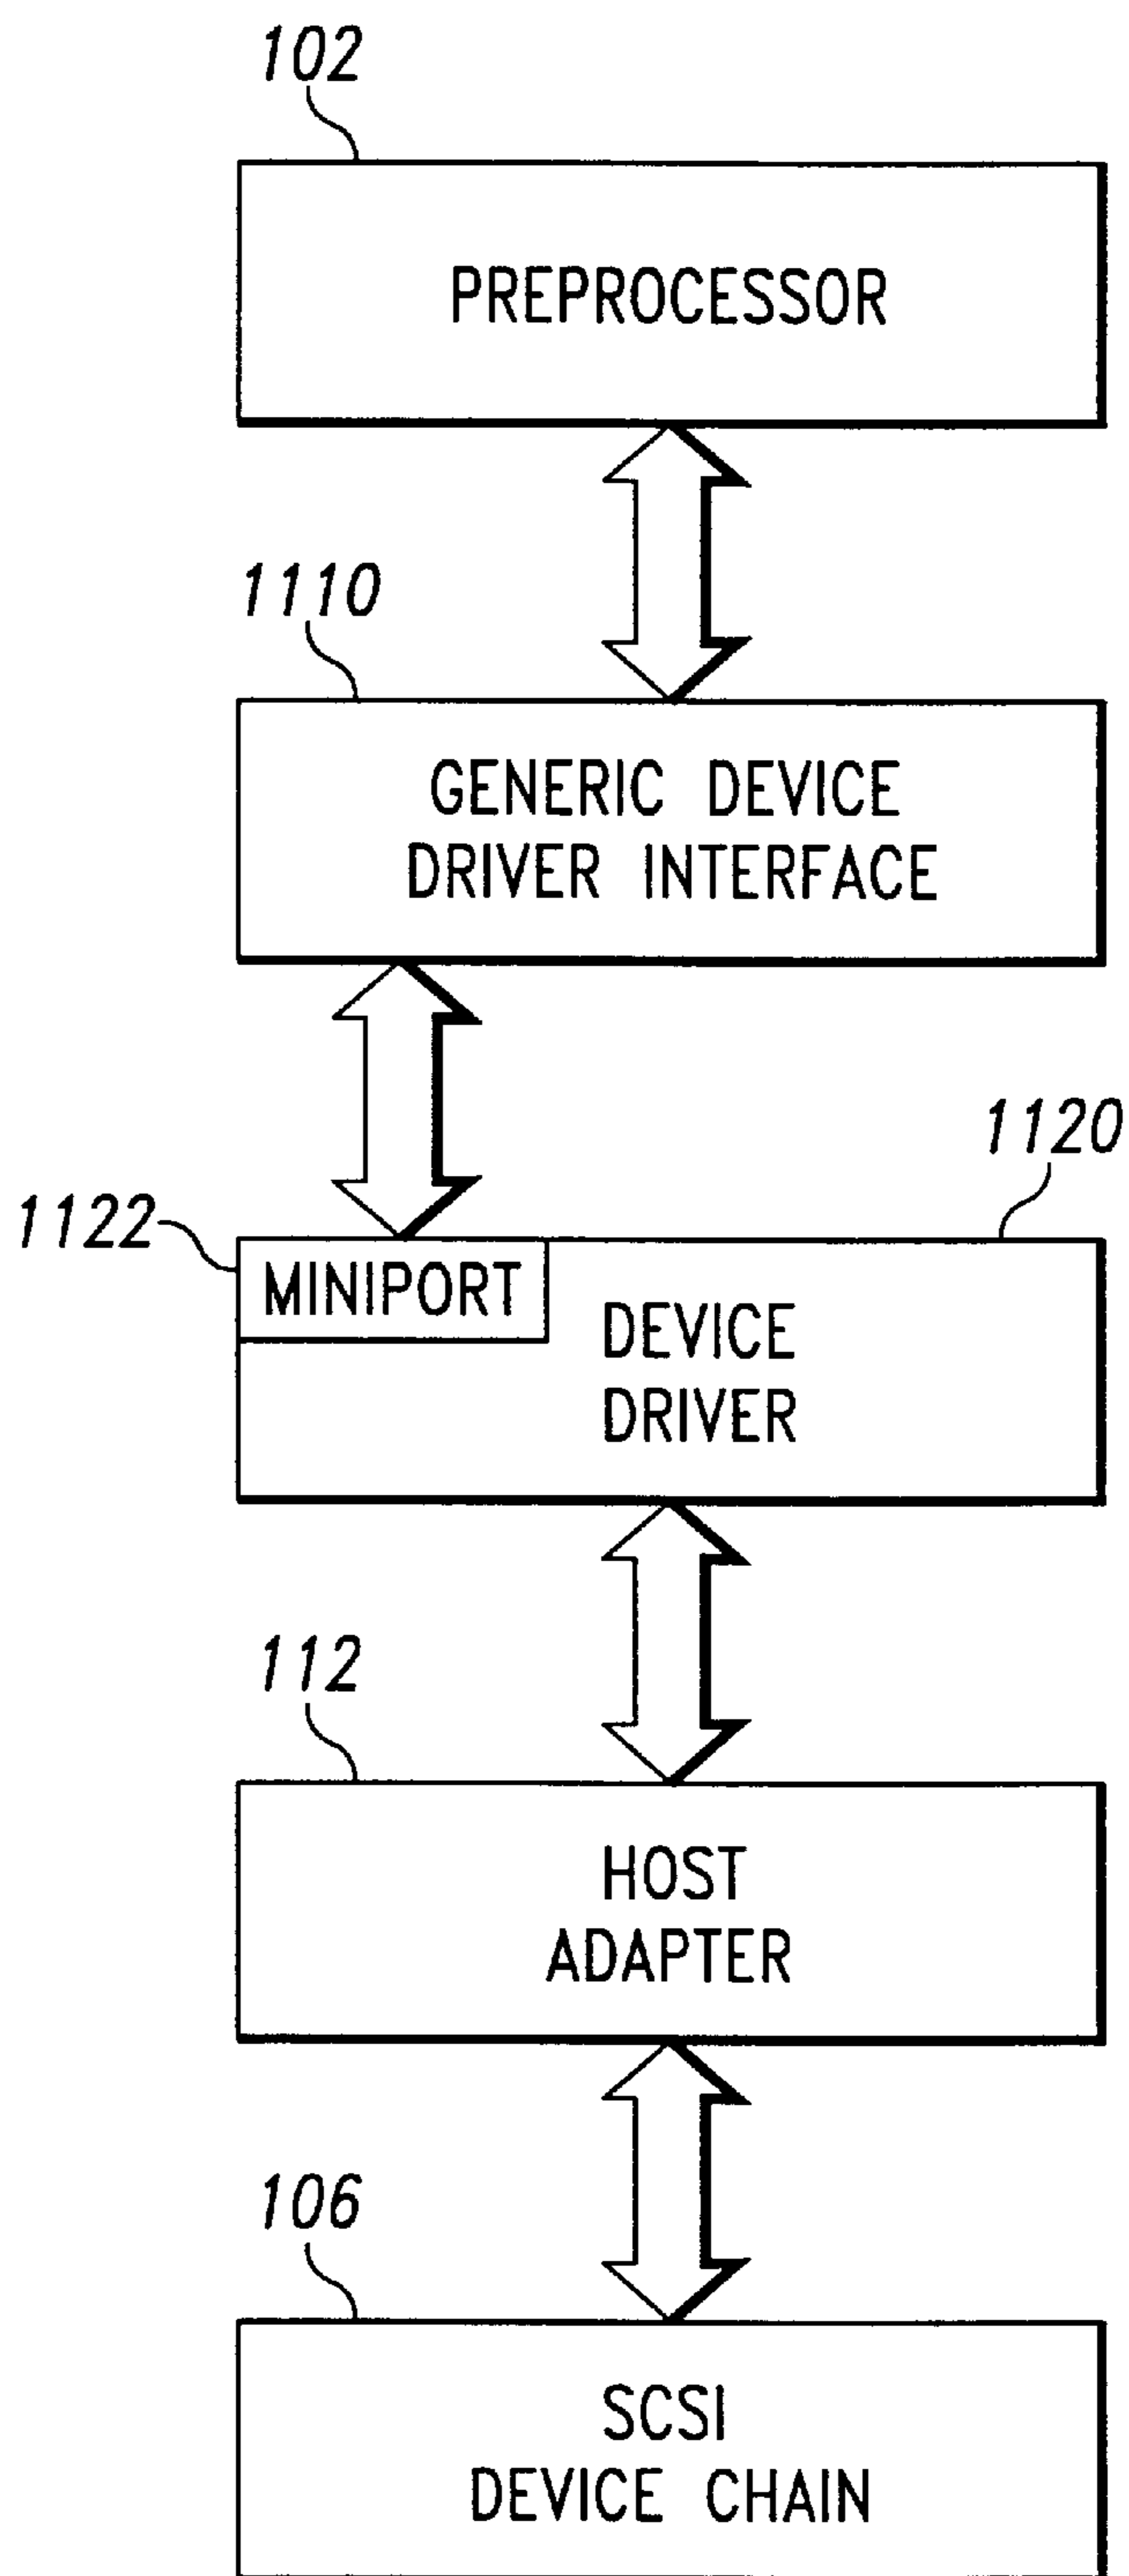 102
PREPROCESSOR
1110
GENERIC DEVICE
DRIVER INTERFACE
1120
1122
MINIPORT
DEVICE
DRIVER
112
HOST
ADAPTER
106
SCSI
DEVICE CHAIN